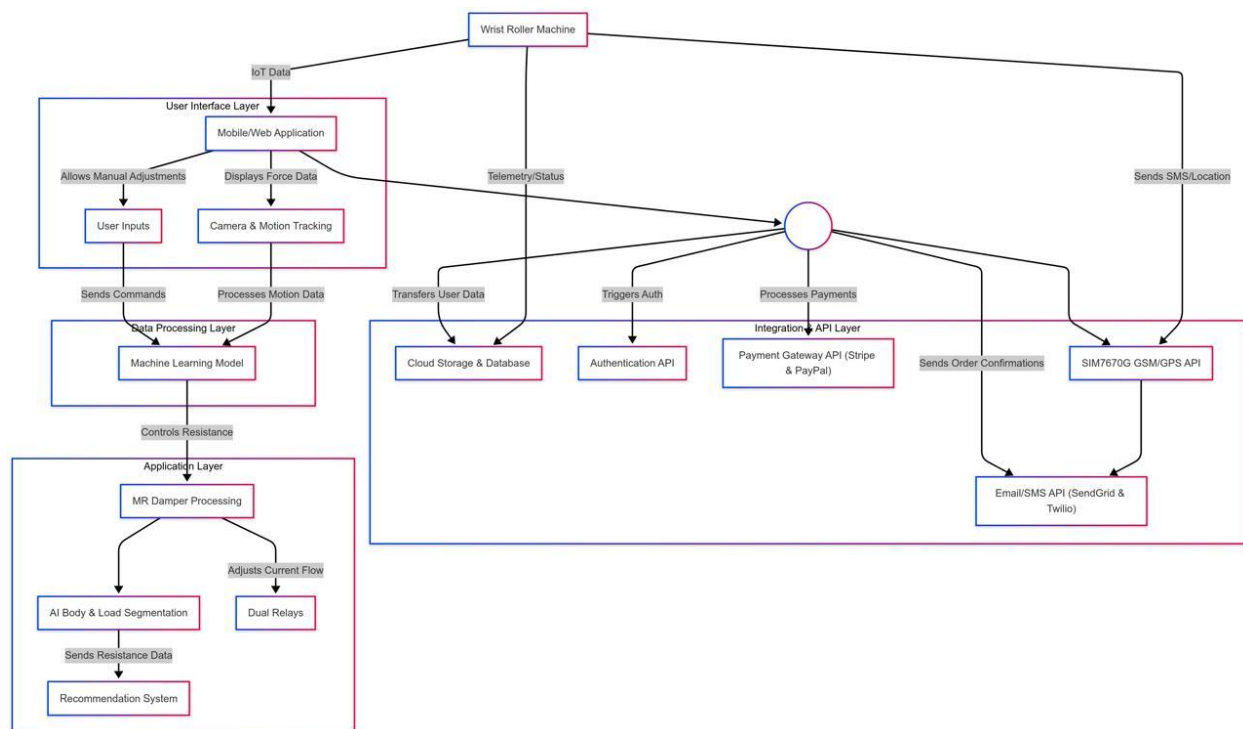 Wrist Roller Machine
IoT Data
User Interface Layer
Mobile/Web Application
Allows Manual Adjustments
Displays Force Data
Telemetry/Status
Sends SMS/Location
User Inputs
Camera & Motion Tracking
Sends Commands
Processes Motion Data
Transfers User Data
Triggers Auth
Processes Payments
Data Processing Layer
Integration & API Layer
Machine Learning Model
Cloud Storage & Database
Authentication API
Payment Gateway API (Stripe
& PayPal)
Sends Order Confirmations
SIM7670G GSM/GPS API
Controls Resistance
Application Layer
MR Damper Processing
Email/SMS API (SendGrid &
Twilio)
Adjusts Current Flow
AI Body & Load Segmentation
Dual Relays
Sends Resistance Data
Recommendation System